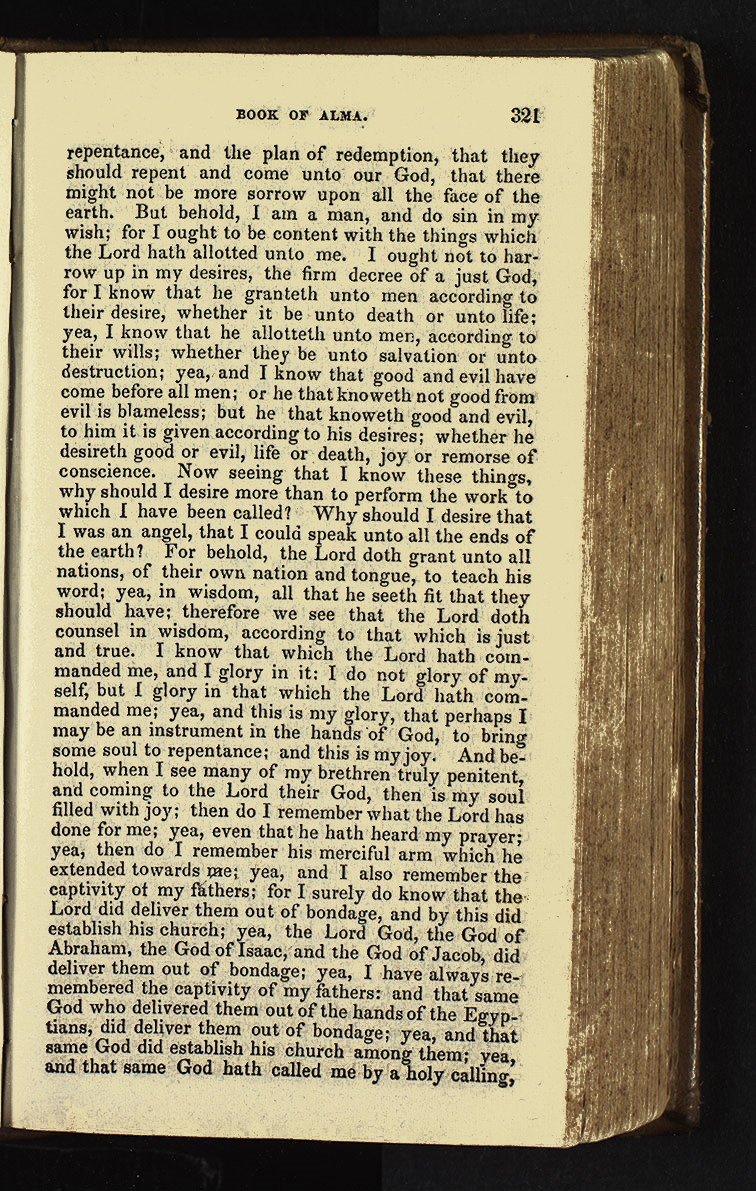 BOOK OF ALMA. 321
repentance, and the plan of redemption, that they
should repent and come unto our God, that there
might not be more sorrow upon all the face of the
earth. But behold, I am a man, and do sin in my
wish; for I ought to be content with the things which
the Lord hath allotted unto me. I ought not to har-
row up in my desires, the firm decree of a just God,
for I know that he granteth unto men according to
their desire, whether it be unto death or unto life;
yea, I know that he allotteth unto men, according to
their wills; whether they be unto salvation or unto
destruction; yea, and I know that good and evil have
come before all men; or he that knoweth not good from
evil is blameless; but he that knoweth good and evil,
to him it is given according to his desires; whether he
desireth good or evil, life or death, joy or remorse of
conscience. Now seeing that I know these things,
why should I desire more than to perform the work to
which I have been called? Why should I desire that
I was an angel, that I could speak unto all the ends of
the earth? For behold, the Lord doth grant unto all
nations, of their own nation and tongue, to teach his
word; yea, in wisdom, all that he seeth fit that they
should have; therefore we see that the Lord doth
counsel in wisdom, according to that which is just
and true. I know that which the Lord hath com-
manded me, and I glory in it: I do not glory of my-
self, but I glory in that which the Lord hath com-
manded me; yea, and this is my glory, that perhaps I
may be an instrument in the hands of God, to bring
some soul to repentance; and this is my joy. And be-
hold, when I see many of my brethren truly penitent,
and coming to the Lord their God, then is my soul
filled with joy; then do I remember what the Lord has
done for me; yea, even that he hath heard my prayer;
yea, then do I remember his merciful arm which he
extended towards me; yea, and I also remember the
captivity of my fathers; for I surely do know that the
Lord did deliver them out of bondage, and by this did
establish his church; yea, the Lord God, the God of
Abraham, the God of Isaac, and the God of Jacob, did
deliver them out of bondage; yea, I have always re-
membered the captivity of my fathers: and that same
God who delivered them out of the hands of the Egyp-
tians, did deliver them out of bondage; yea, and that
same God did establish his church among them; yea,
and that same God hath called me by a holy calling,